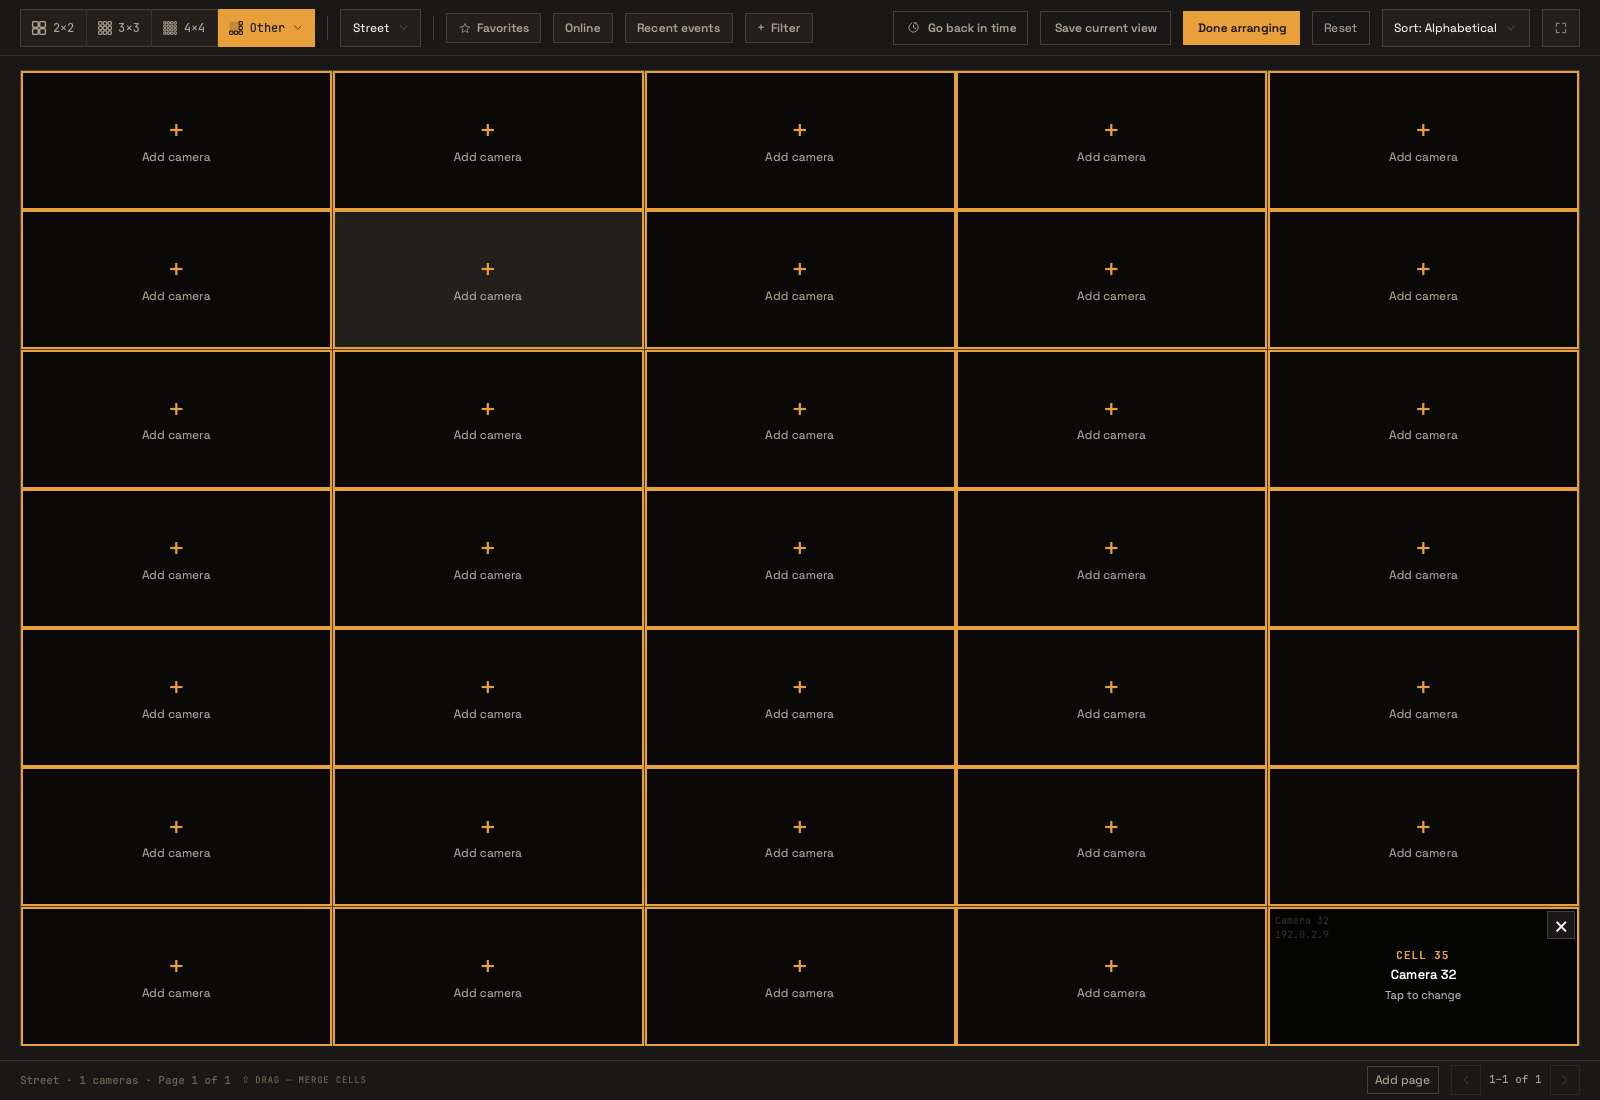 2×2 3×3 4×4 Other Street Favorites Online Recent events + Filter Go back in time Save current view Done arranging Reset Sort: Alphabetical
+ + + + +
Add camera Add camera Add camera Add camera Add camera
+ + + + +
Add camera Add camera Add camera Add camera Add camera
+ + + + +
Add camera Add camera Add camera Add camera Add camera
+ + + + +
Add camera Add camera Add camera Add camera Add camera
+ + + + +
Add camera Add camera Add camera Add camera Add camera
+ + + + +
Add camera Add camera Add camera Add camera Add camera
+ + + +
Add camera Add camera Add camera Add camera
Camera 32
192.0.2.9
CELL 35
Camera 32
Tap to change
Street · 1 cameras · Page 1 of 1 ⇧ DRAG — MERGE CELLS Add page 1–1 of 1